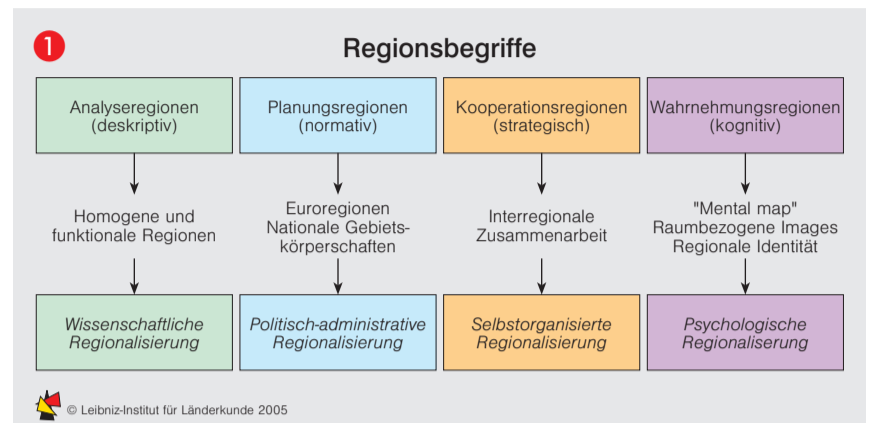 1
Regionsbegriffe
Analyseregionen
(deskriptiv)
Planungsregionen
(normativ)
Kooperationsregionen
(strategisch)
Wahrnehmungsregionen
(kognitiv)
Homogene und
funktionale Regionen
Euroregionen
Nationale Gebiets-
körperschaften
Interregionale
Zusammenarbeit
"Mental map"
Raumbezogene Images
Regionale Identität
Wissenschaftliche
Regionalisierung
Politisch-administrative
Regionalisierung
Selbstorganisierte
Regionalisierung
Psychologische
Regionaliserung
© Leibniz-Institut für Länderkunde 2005